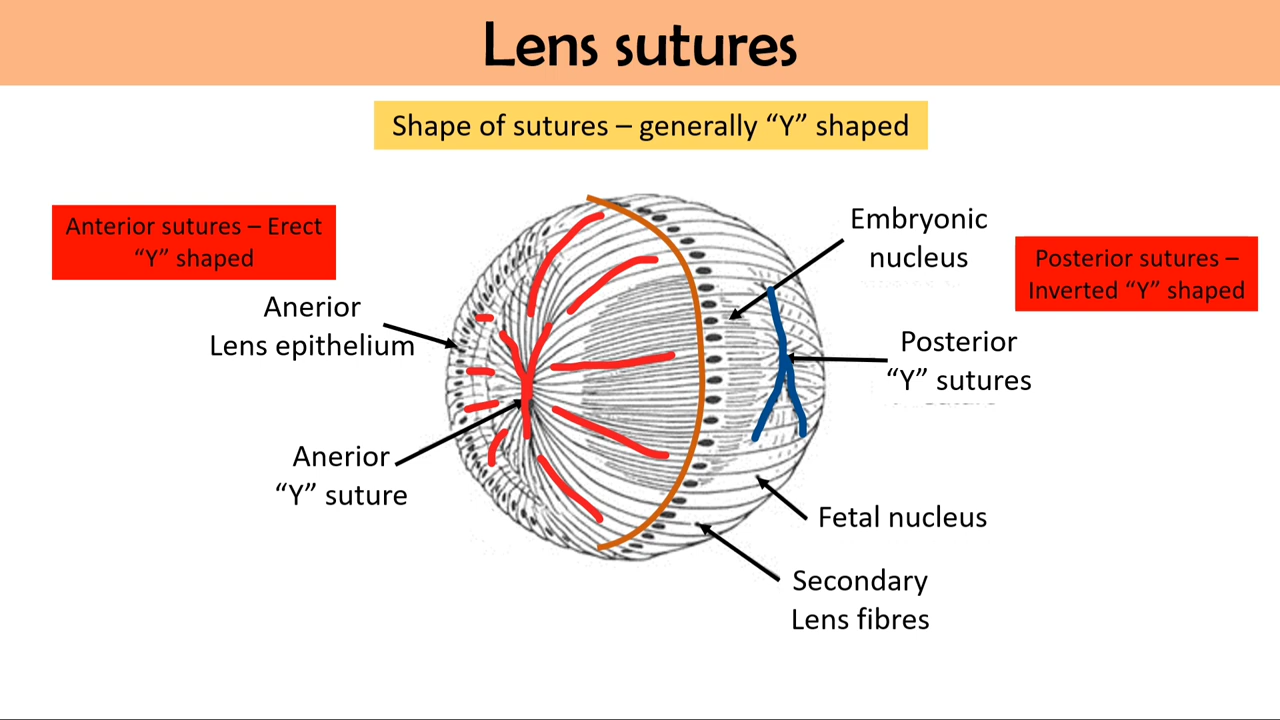 Lens sutures
Shape of sutures – generally “Y” shaped
Anterior sutures – Erect
“Y” shaped
Anerior
Lens epithelium
Anerior
“Y” suture
Embryonic
nucleus
Posterior sutures –
Inverted “Y” shaped
Posterior
“Y” sutures
Fetal nucleus
Secondary
Lens fibres